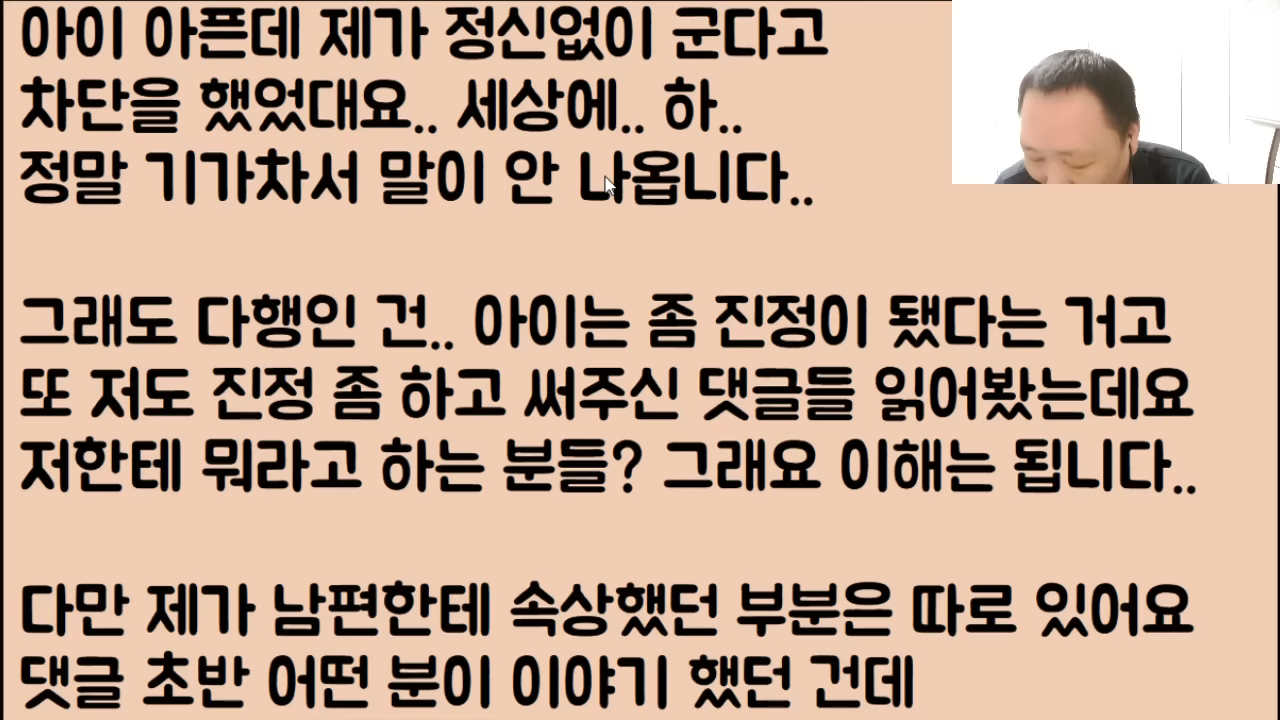 아이 아픈데 제가 정신없이 군다고
차단을 했었대요.. 세상에.. 하..
정말 기가차서 말이 안 나옵니다..
그래도 다행인 건.. 아이는 좀 진정이 됐다는 거고
또 저도 진정 좀 하고 써주신 댓글들 읽어봤는데요
저한테 뭐라고 하는 분들? 그래요 이해는 됩니다..
다만 제가 남편한테 속상했던 부분은 따로 있어요
댓글 초반 어떤 분이 이야기 했던 건데